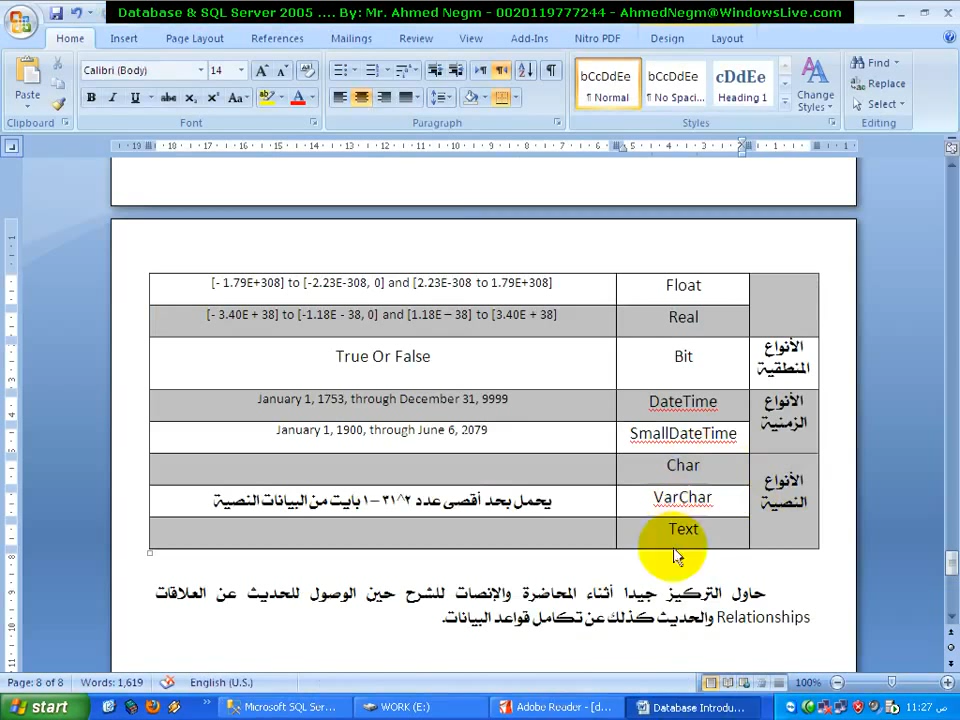 Database & SQL Server 2005 .... By: Mr. Ahmed Negm - 0020119777244 - AhmedNegm@WindowsLive.com
Home Insert Page Layout References Mailings Review View Add-Ins Nitro PDF Design Layout
Paste
Calibri (Body) 14
bCcDdEe bCcDdEe cDdEe
¶ Normal ¶ No Spaci... Heading 1
Change Styles
Find
Replace
Select
Clipboard Font Paragraph Styles Editing
[- 1.79E+308] to [-2.23E-308, 0] and [2.23E-308 to 1.79E+308] Float
[- 3.40E + 38] to [-1.18E - 38, 0] and [1.18E – 38] to [3.40E + 38] Real
True Or False Bit الأنواع
المنطقية
January 1, 1753, through December 31, 9999 DateTime الأنواع
الزمنية
January 1, 1900, through June 6, 2079 SmallDateTime
Char الأنواع
النصية
يحمل بحد أقصى عدد ٢^٣١ – ١ بايت من البيانات النصية VarChar
Text
حاول التركيز جيدا أثناء المحاضرة والإنصات للشرح حين الوصول للحديث عن العلاقات
Relationships والحديث كذلك عن تكامل قواعد البيانات.
Page: 8 of 8 Words: 1,619 English (U.S.) 100%
start Microsoft SQL Ser... WORK (E:) Adobe Reader - [d... Database Introdu... 11:27 ص